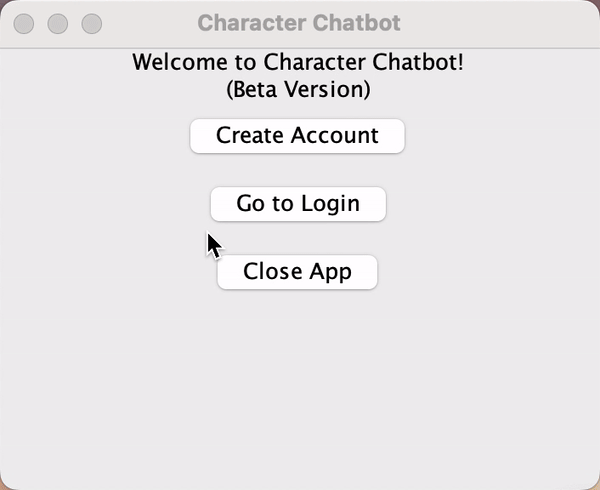 Character Chatbot
Welcome to Character Chatbot!
(Beta Version)
Create Account
Go to Login
Close App